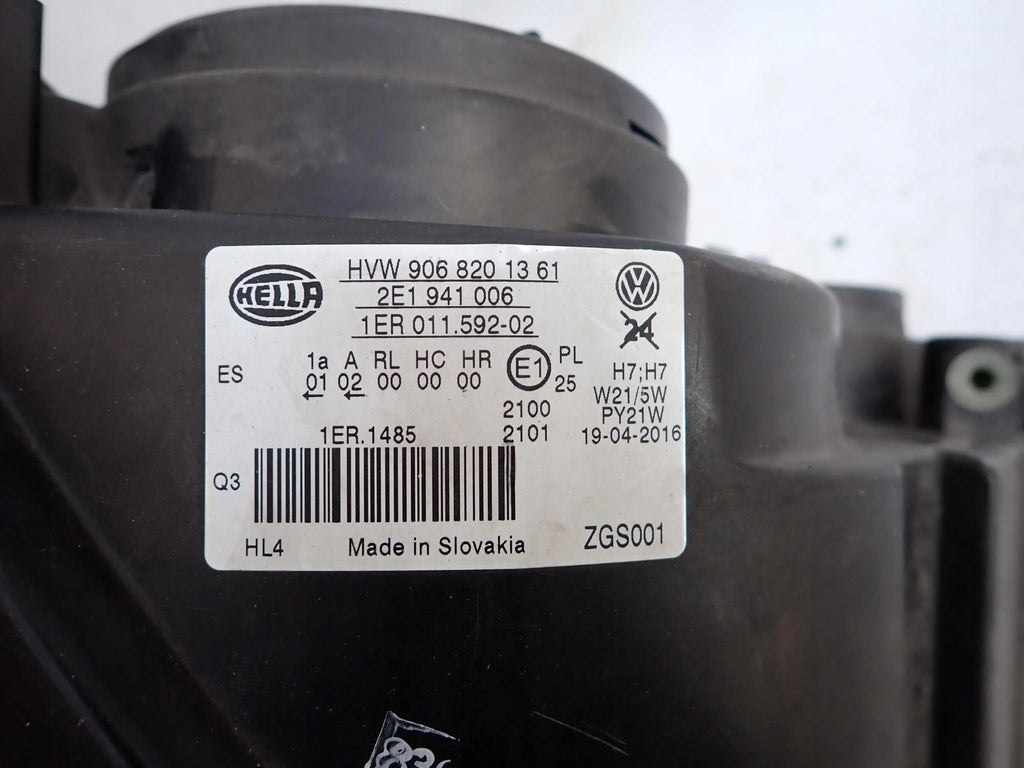 HELLA
HVW 906 820 13 61
2E1 941 006
1ER 011.592-02
VW
24
ES
1a A RL HC HR
01 02 00 00 00
E1
PL
25
2100
2101
H7;H7
W21/5W
PY21W
19-04-2016
1ER.1485
Q3
HL4
Made in Slovakia
ZGS001